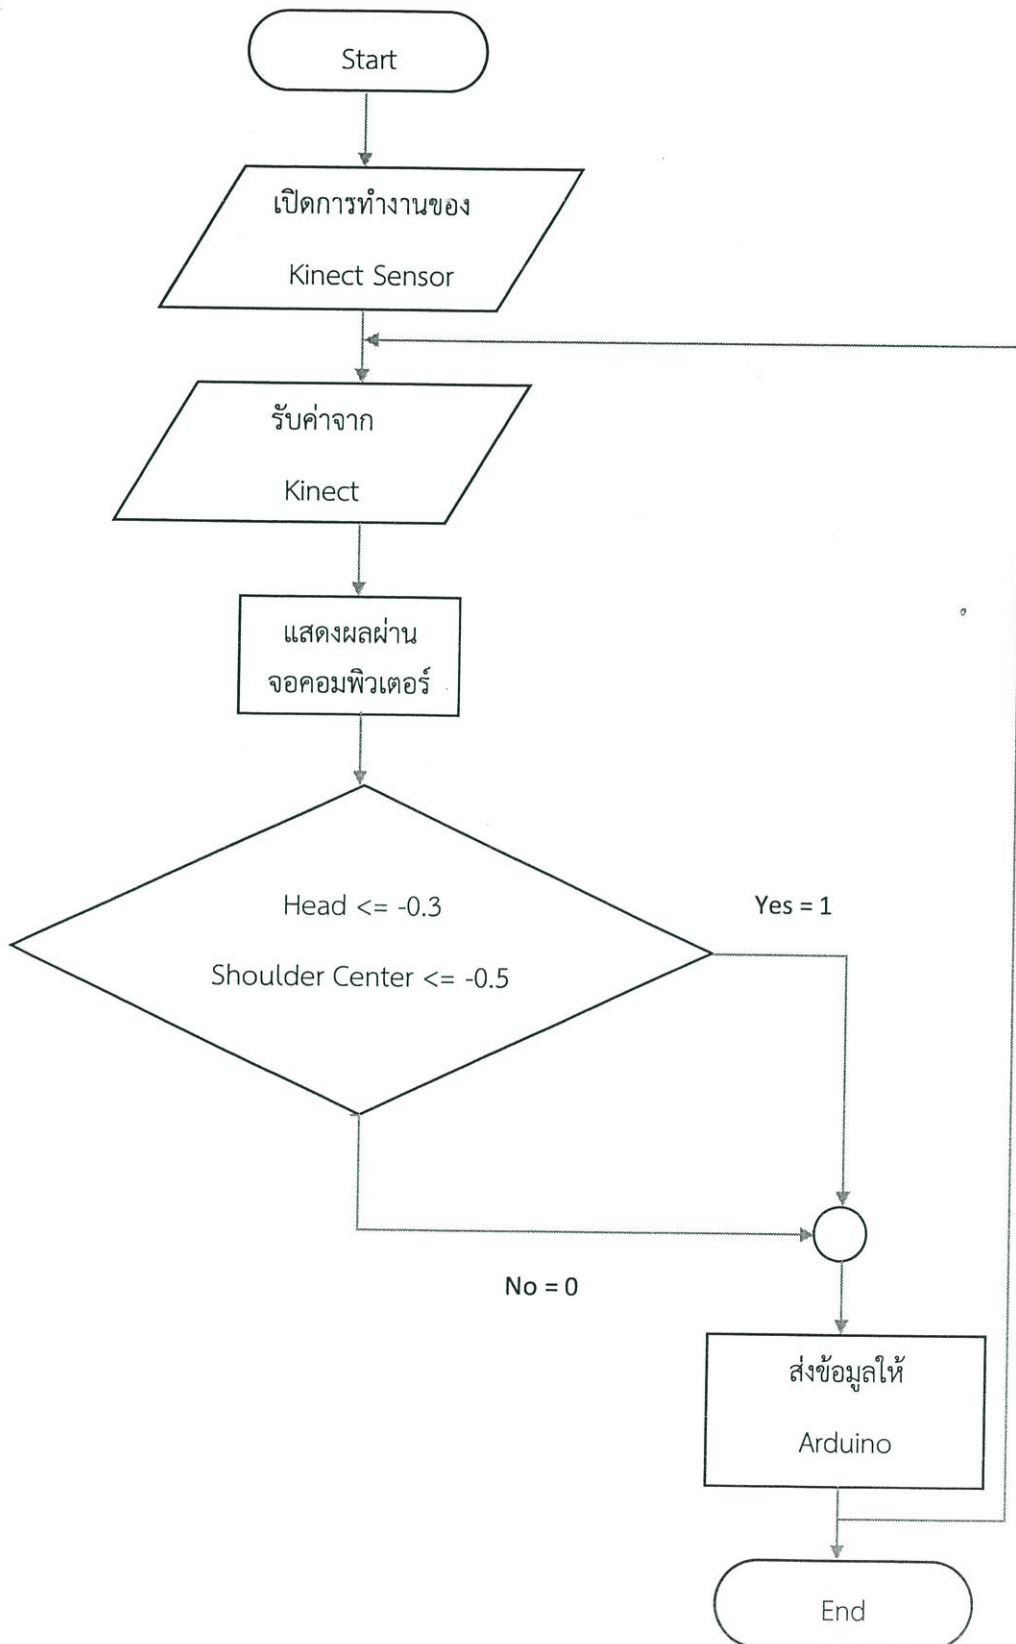 Start
เปิดการทำงานของ
Kinect Sensor
รับค่าจาก
Kinect
แสดงผลผ่าน
จอคอมพิวเตอร์
Head <= -0.3
Shoulder Center <= -0.5
Yes = 1
No = 0
ส่งข้อมูลให้
Arduino
End